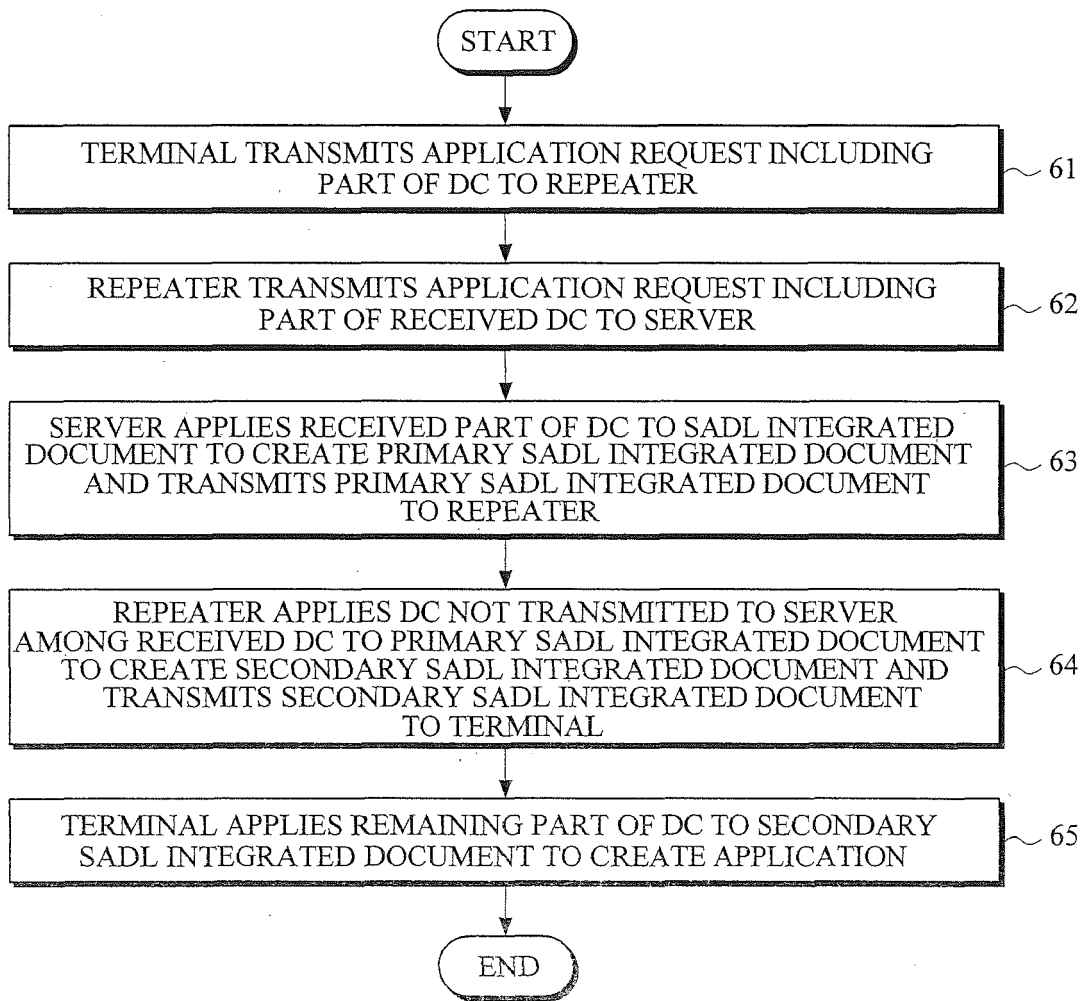 START
TERMINAL TRANSMITS APPLICATION REQUEST INCLUDING
PART OF DC TO REPEATER
61
REPEATER TRANSMITS APPLICATION REQUEST INCLUDING
PART OF RECEIVED DC TO SERVER
62
SERVER APPLIES RECEIVED PART OF DC TO SADL INTEGRATED
DOCUMENT TO CREATE PRIMARY SADL INTEGRATED DOCUMENT
AND TRANSMITS PRIMARY SADL INTEGRATED DOCUMENT
TO REPEATER
63
REPEATER APPLIES DC NOT TRANSMITTED TO SERVER
AMONG RECEIVED DC TO PRIMARY SADL INTEGRATED DOCUMENT
TO CREATE SECONDARY SADL INTEGRATED DOCUMENT AND
TRANSMITS SECONDARY SADL INTEGRATED DOCUMENT
TO TERMINAL
64
TERMINAL APPLIES REMAINING PART OF DC TO SECONDARY
SADL INTEGRATED DOCUMENT TO CREATE APPLICATION
65
END